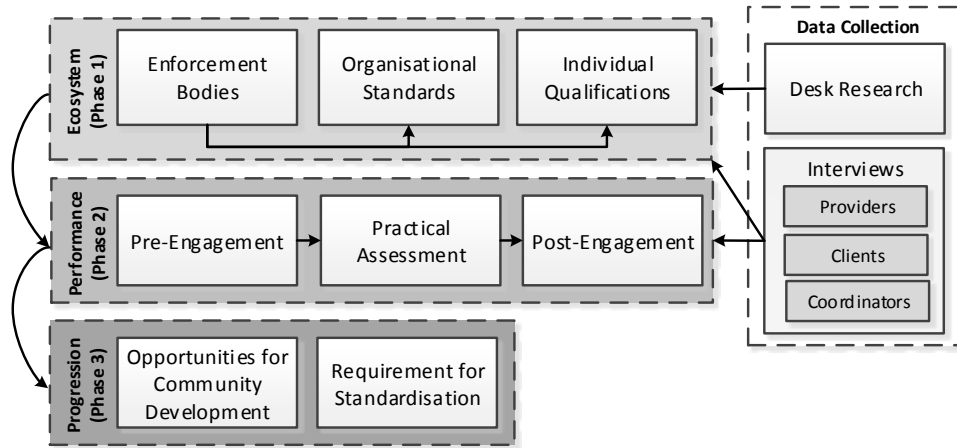 Ecosystem
(Phase 1)
Enforcement
Bodies
Organisational
Standards
Individual
Qualifications
Performance
(Phase 2)
Pre-Engagement
Practical
Assessment
Post-Engagement
Progression
(Phase 3)
Opportunities for
Community
Development
Requirement for
Standardisation
Data Collection
Desk Research
Interviews
Providers
Clients
Coordinators